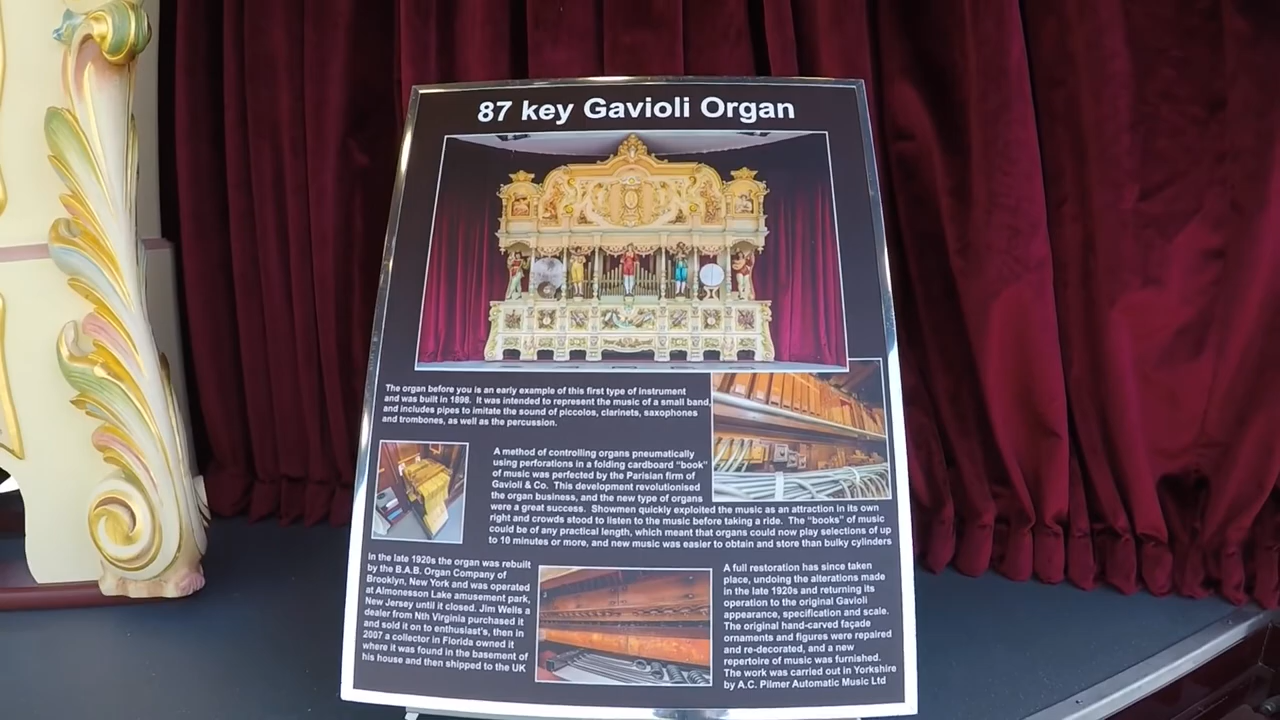 87 key Gavioli Organ
The organ before you is an early example of this first type of instrument
and was built in 1898. It was intended to represent the music of a small band,
and includes pipes to imitate the sound of piccolos, clarinets, saxophones
and trombones, as well as the percussion.
A method of controlling organs pneumatically
using perforations in a folding cardboard “book”
of music was perfected by the Parisian firm of
Gavioli & Co. This development revolutionised
the organ business, and the new type of organs
were a great success. Showmen quickly exploited the music as an attraction in its own
right and crowds stood to listen to the music before taking a ride. The “books” of music
could be of any practical length, which meant that organs could now play selections of up
to 10 minutes or more, and new music was easier to obtain and store than bulky cylinders
In the late 1920s the organ was rebuilt
by the B.A.B. Organ Company of
Brooklyn, New York and was operated
at Almonesson Lake amusement park,
New Jersey until it closed. Jim Wells a
dealer from Nth Virginia purchased it
and sold it on to enthusiast's, then in
2007 a collector in Florida owned it
where it was found in the basement of
his house and then shipped to the UK
A full restoration has since taken
place, undoing the alterations made
in the late 1920s and returning its
operation to the original Gavioli
appearance, specification and scale.
The original hand-carved façade
ornaments and figures were repaired
and re-decorated, and a new
repertoire of music was furnished.
The work was carried out in Yorkshire
by A.C. Pilmer Automatic Music Ltd